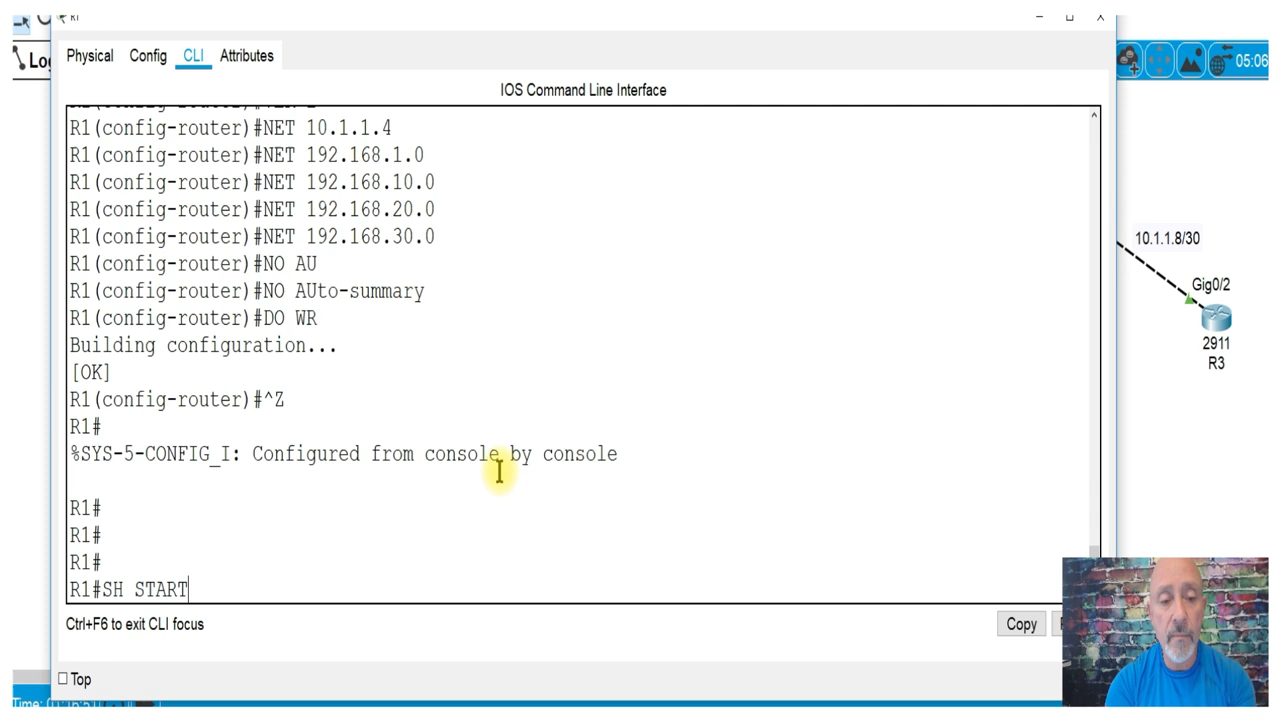 R1
Log
Physical Config CLI Attributes
05:06
IOS Command Line Interface
R1(config-router)#NET 10.1.1.4
R1(config-router)#NET 192.168.1.0
R1(config-router)#NET 192.168.10.0
R1(config-router)#NET 192.168.20.0
R1(config-router)#NET 192.168.30.0
R1(config-router)#NO AU
R1(config-router)#NO AUto-summary
R1(config-router)#DO WR
Building configuration...
[OK]
R1(config-router)#^Z
R1#
%SYS-5-CONFIG_I: Configured from console by console
R1#
R1#
R1#
R1#SH START
10.1.1.8/30
Gig0/2
2911
R3
Ctrl+F6 to exit CLI focus
Copy
Top